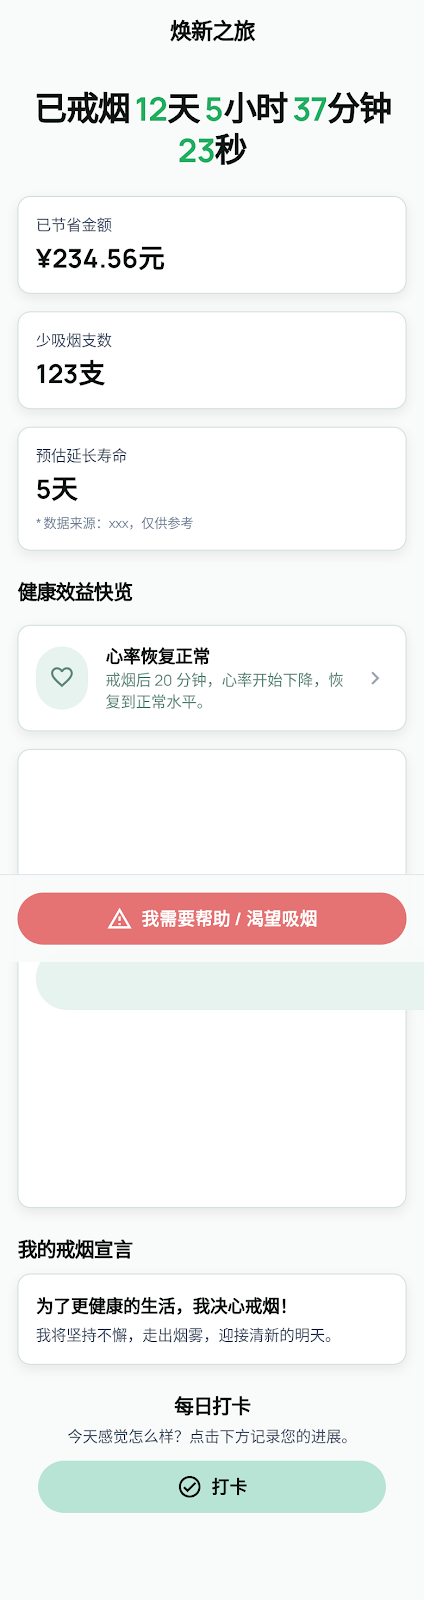 焕新之旅
已戒烟 12天 5小时 37分钟
23秒
已节省金额
¥234.56元
少吸烟支数
123支
预估延长寿命
5天
* 数据来源：xxx，仅供参考
健康效益快览
心率恢复正常
戒烟后 20 分钟，心率开始下降，恢
复到正常水平。
我需要帮助 / 渴望吸烟
我的戒烟宣言
为了更健康的生活，我决心戒烟！
我将坚持不懈，走出烟雾，迎接清新的明天。
每日打卡
今天感觉怎么样？点击下方记录您的进展。
打卡